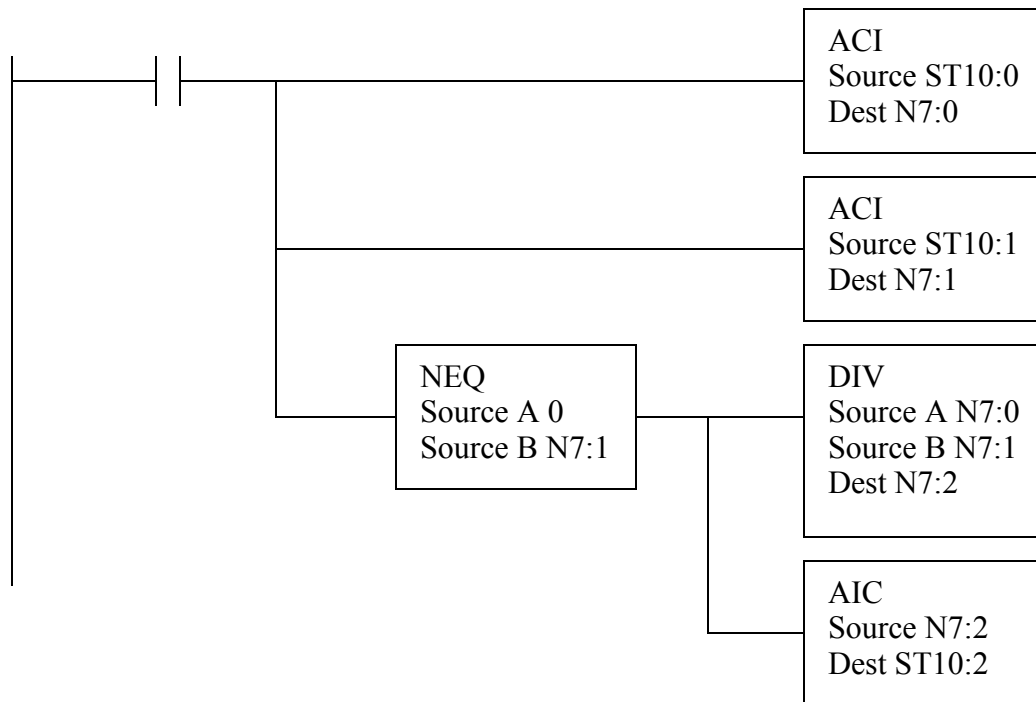 ACI
Source ST10:0
Dest N7:0
ACI
Source ST10:1
Dest N7:1
NEQ
Source A 0
Source B N7:1
DIV
Source A N7:0
Source B N7:1
Dest N7:2
AIC
Source N7:2
Dest ST10:2